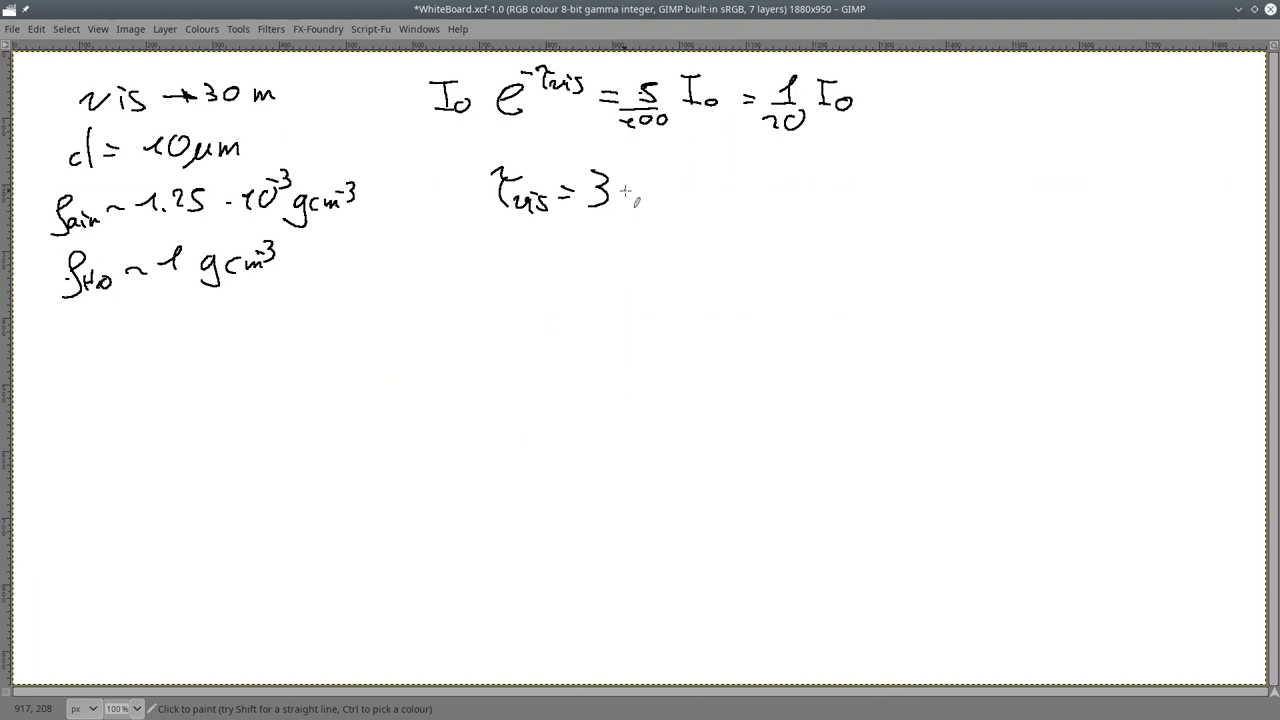 *WhiteBoard.xcf-1.0 (RGB colour 8-bit gamma integer, GIMP built-in sRGB, 7 layers) 1880x950 – GIMP
File Edit Select View Image Layer Colours Tools Filters FX-Foundry Script-Fu Windows Help
vis → 30 m
I₀ e^(-τvis) = 5/100 I₀ = 1/20 I₀
d = 10 μm
ρair ~ 1.25 · 10⁻³ gcm⁻³
τvis = 3
ρH₂O ~ 1 gcm⁻³
917, 208 px 100% Click to paint (try Shift for a straight line, Ctrl to pick a colour)